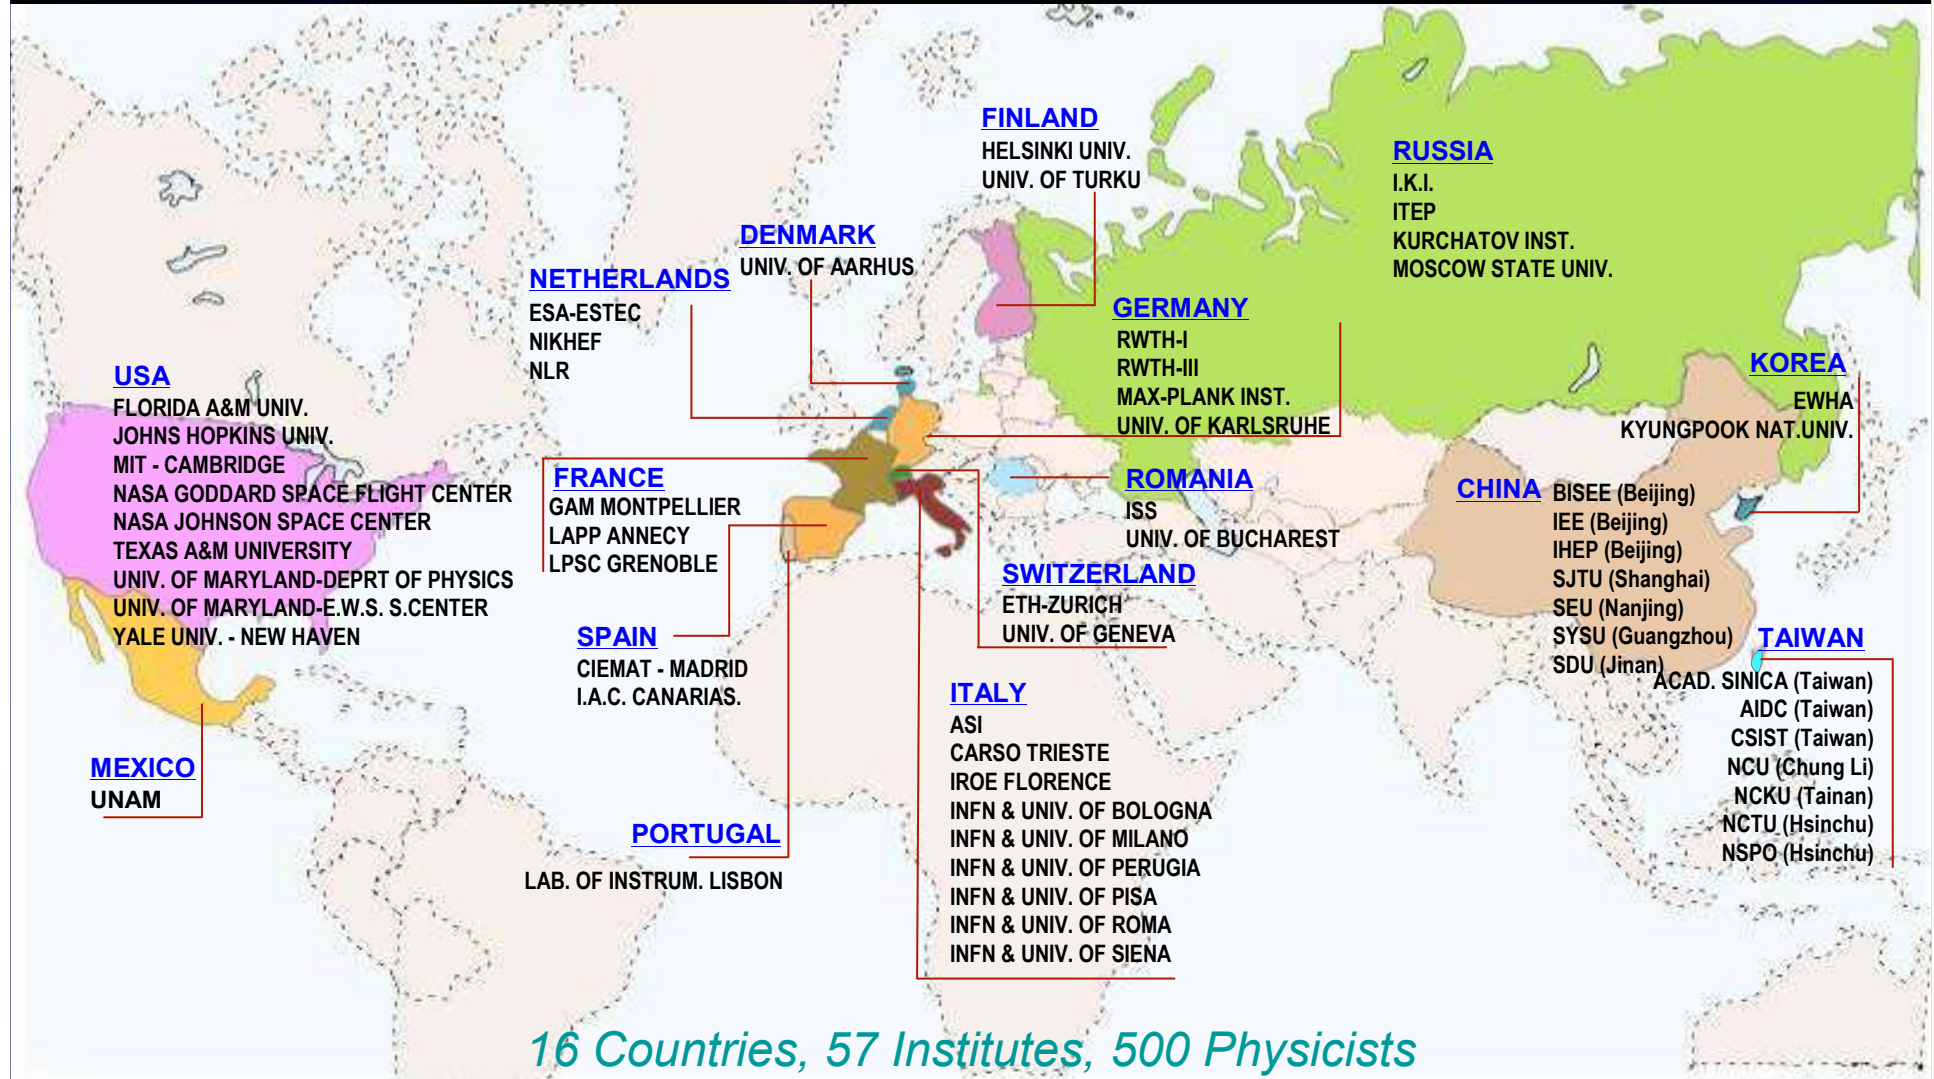 FINLAND
HELSINKI UNIV.
UNIV. OF TURKU
RUSSIA
I.K.I.
ITEP
KURCHATOV INST.
MOSCOW STATE UNIV.
DENMARK
UNIV. OF AARHUS
NETHERLANDS
ESA-ESTEC
NIKHEF
NLR
GERMANY
RWTH-I
RWTH-III
MAX-PLANK INST.
UNIV. OF KARLSRUHE
KOREA
EWHA
KYUNGPOOK NAT.UNIV.
USA
FLORIDA A&M UNIV.
JOHNS HOPKINS UNIV.
MIT - CAMBRIDGE
NASA GODDARD SPACE FLIGHT CENTER
NASA JOHNSON SPACE CENTER
TEXAS A&M UNIVERSITY
UNIV. OF MARYLAND-DEPRT OF PHYSICS
UNIV. OF MARYLAND-E.W.S. S.CENTER
YALE UNIV. - NEW HAVEN
FRANCE
GAM MONTPELLIER
LAPP ANNECY
LPSC GRENOBLE
ROMANIA
ISS
UNIV. OF BUCHAREST
CHINA
BISEE (Beijing)
IEE (Beijing)
IHEP (Beijing)
SJTU (Shanghai)
SEU (Nanjing)
SYSU (Guangzhou)
SDU (Jinan)
SWITZERLAND
ETH-ZURICH
UNIV. OF GENEVA
SPAIN
CIEMAT - MADRID
I.A.C. CANARIAS.
TAIWAN
ACAD. SINICA (Taiwan)
AIDC (Taiwan)
CSIST (Taiwan)
NCU (Chung Li)
NCKU (Tainan)
NCTU (Hsinchu)
NSPO (Hsinchu)
ITALY
ASI
CARSO TRIESTE
IROE FLORENCE
INFN & UNIV. OF BOLOGNA
INFN & UNIV. OF MILANO
INFN & UNIV. OF PERUGIA
INFN & UNIV. OF PISA
INFN & UNIV. OF ROMA
INFN & UNIV. OF SIENA
MEXICO
UNAM
PORTUGAL
LAB. OF INSTRUM. LISBON
16 Countries, 57 Institutes, 500 Physicists